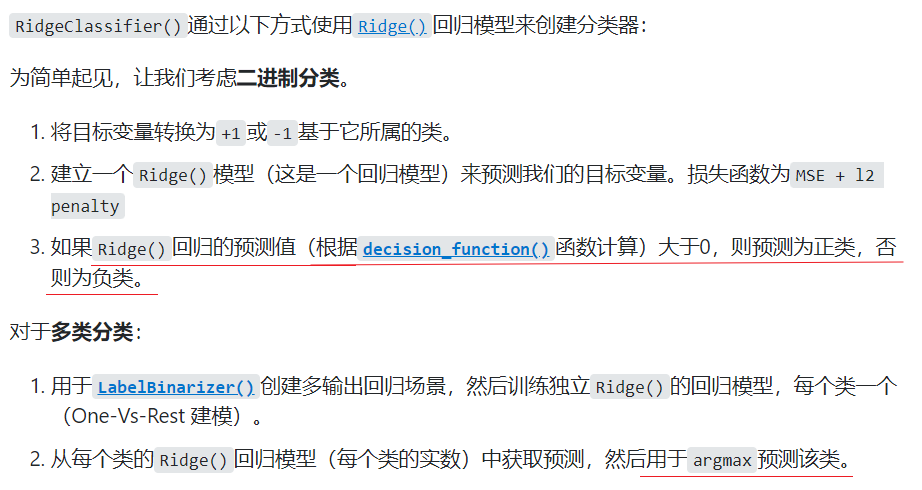 RidgeClassifier()通过以下方式使用Ridge()回归模型来创建分类器：
为简单起见，让我们考虑二进制分类。
1. 将目标变量转换为+1或-1基于它所属的类。
2. 建立一个Ridge()模型（这是一个回归模型）来预测我们的目标变量。损失函数为MSE + l2
penalty
3. 如果Ridge()回归的预测值（根据decision_function()函数计算）大于0，则预测为正类，否
则为负类。
对于多类分类：
1. 用于LabelBinarizer()创建多输出回归场景，然后训练独立Ridge()的回归模型，每个类一个
（One-Vs-Rest 建模）。
2. 从每个类的Ridge()回归模型（每个类的实数）中获取预测，然后用于argmax预测该类。